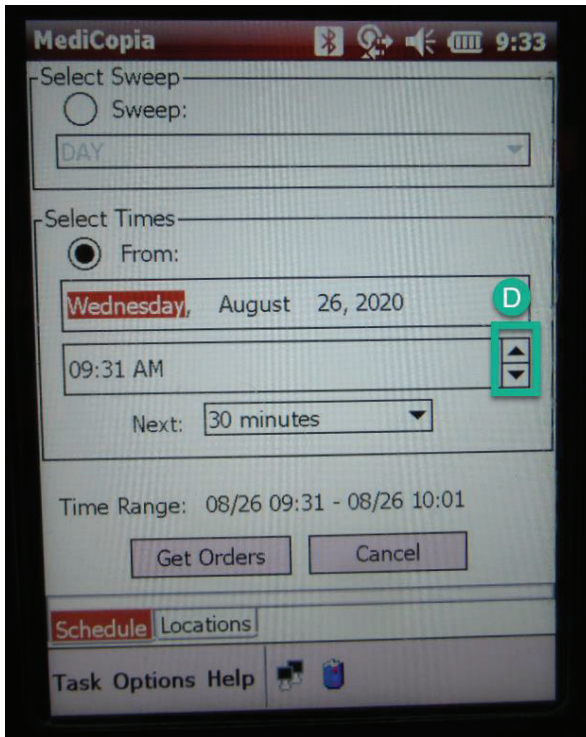 MediCopia 9:33
Select Sweep
Sweep:
DAY
Select Times
From:
Wednesday, August 26, 2020
D
09:31 AM
Next: 30 minutes
Time Range: 08/26 09:31 - 08/26 10:01
Get Orders Cancel
Schedule Locations
Task Options Help